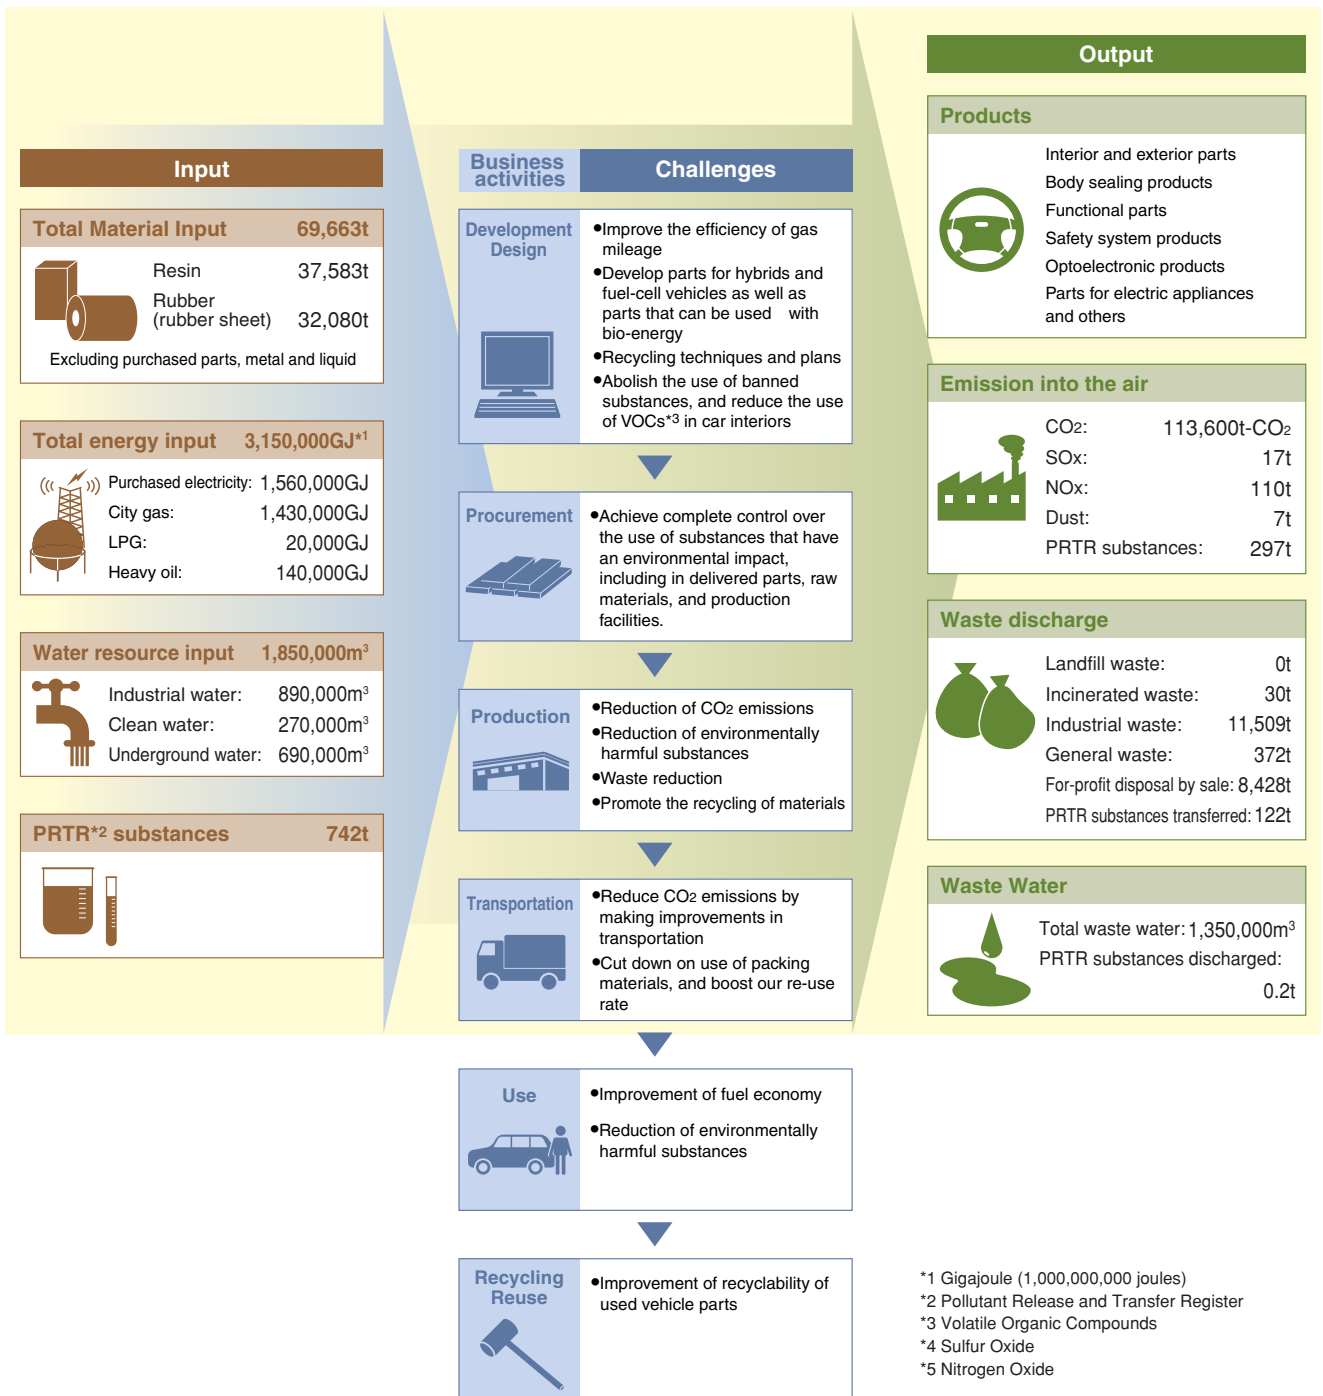 Input
Total Material Input 69,663t
Resin 37,583t
Rubber
(rubber sheet) 32,080t
Excluding purchased parts, metal and liquid
Total energy input 3,150,000GJ*1
Purchased electricity: 1,560,000GJ
City gas: 1,430,000GJ
LPG: 20,000GJ
Heavy oil: 140,000GJ
Water resource input 1,850,000m3
Industrial water: 890,000m3
Clean water: 270,000m3
Underground water: 690,000m3
PRTR*2 substances 742t
Business
activities
Challenges
Development
Design
●Improve the efficiency of gas
mileage
●Develop parts for hybrids and
fuel-cell vehicles as well as
parts that can be used with
bio-energy
●Recycling techniques and plans
●Abolish the use of banned
substances, and reduce the use
of VOCs*3 in car interiors
Procurement
●Achieve complete control over
the use of substances that have
an environmental impact,
including in delivered parts, raw
materials, and production
facilities.
Production
●Reduction of CO2 emissions
●Reduction of environmentally
harmful substances
●Waste reduction
●Promote the recycling of materials
Transportation
●Reduce CO2 emissions by
making improvements in
transportation
●Cut down on use of packing
materials, and boost our re-use
rate
Use
●Improvement of fuel economy
●Reduction of environmentally
harmful substances
Recycling
Reuse
●Improvement of recyclability of
used vehicle parts
Output
Products
Interior and exterior parts
Body sealing products
Functional parts
Safety system products
Optoelectronic products
Parts for electric appliances
and others
Emission into the air
CO2: 113,600t-CO2
SOx: 17t
NOx: 110t
Dust: 7t
PRTR substances: 297t
Waste discharge
Landfill waste: 0t
Incinerated waste: 30t
Industrial waste: 11,509t
General waste: 372t
For-profit disposal by sale: 8,428t
PRTR substances transferred: 122t
Waste Water
Total waste water: 1,350,000m3
PRTR substances discharged:
0.2t
*1 Gigajoule (1,000,000,000 joules)
*2 Pollutant Release and Transfer Register
*3 Volatile Organic Compounds
*4 Sulfur Oxide
*5 Nitrogen Oxide